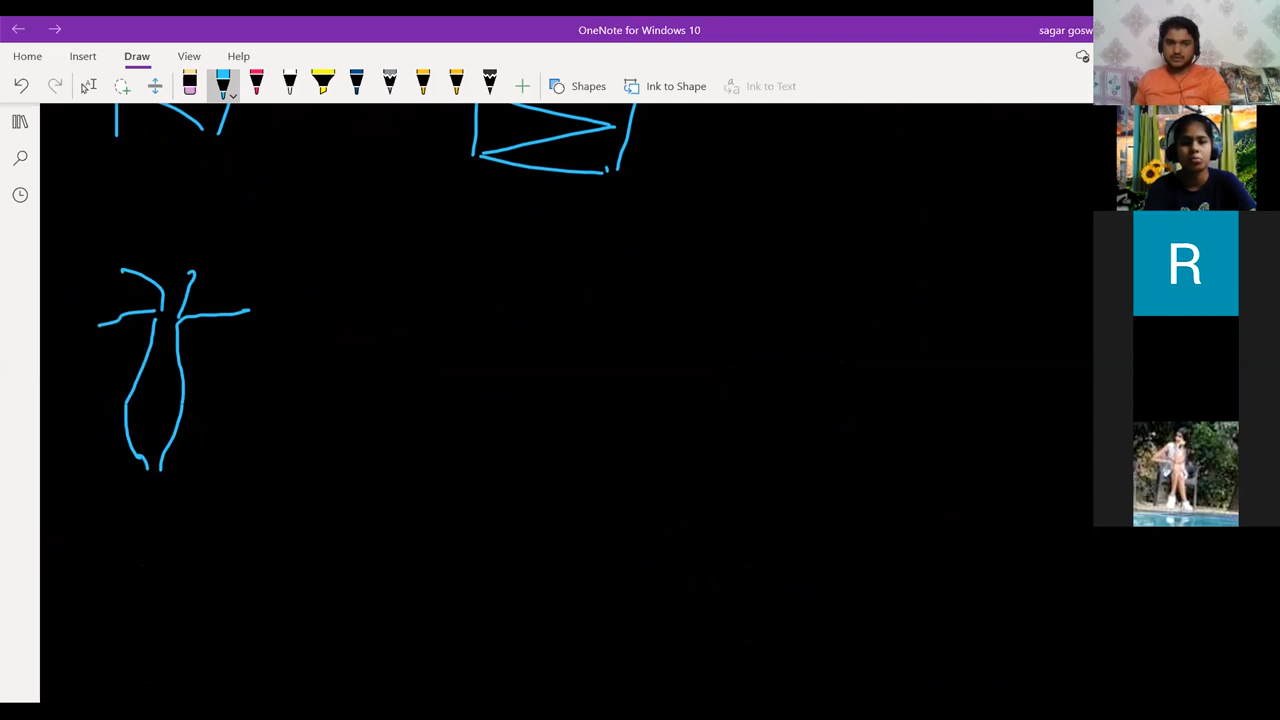 OneNote for Windows 10
sagar gosw
Home Insert Draw View Help
Shapes Ink to Shape Ink to Text
R